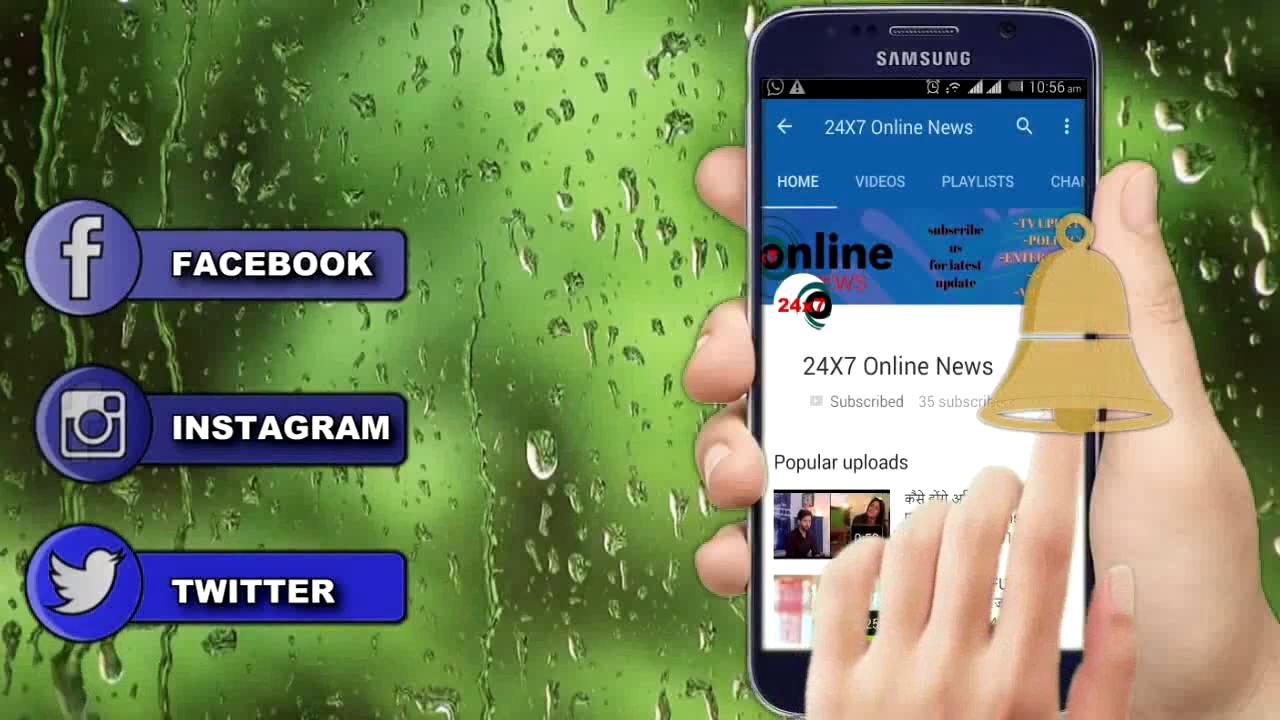 FACEBOOK
INSTAGRAM
TWITTER
SAMSUNG
10:56 am
24X7 Online News
HOME VIDEOS PLAYLISTS
online
NEWS
subscribe
us
for latest
update
24x7
24X7 Online News
Subscribed 35
Popular uploads
कैसे होंगे